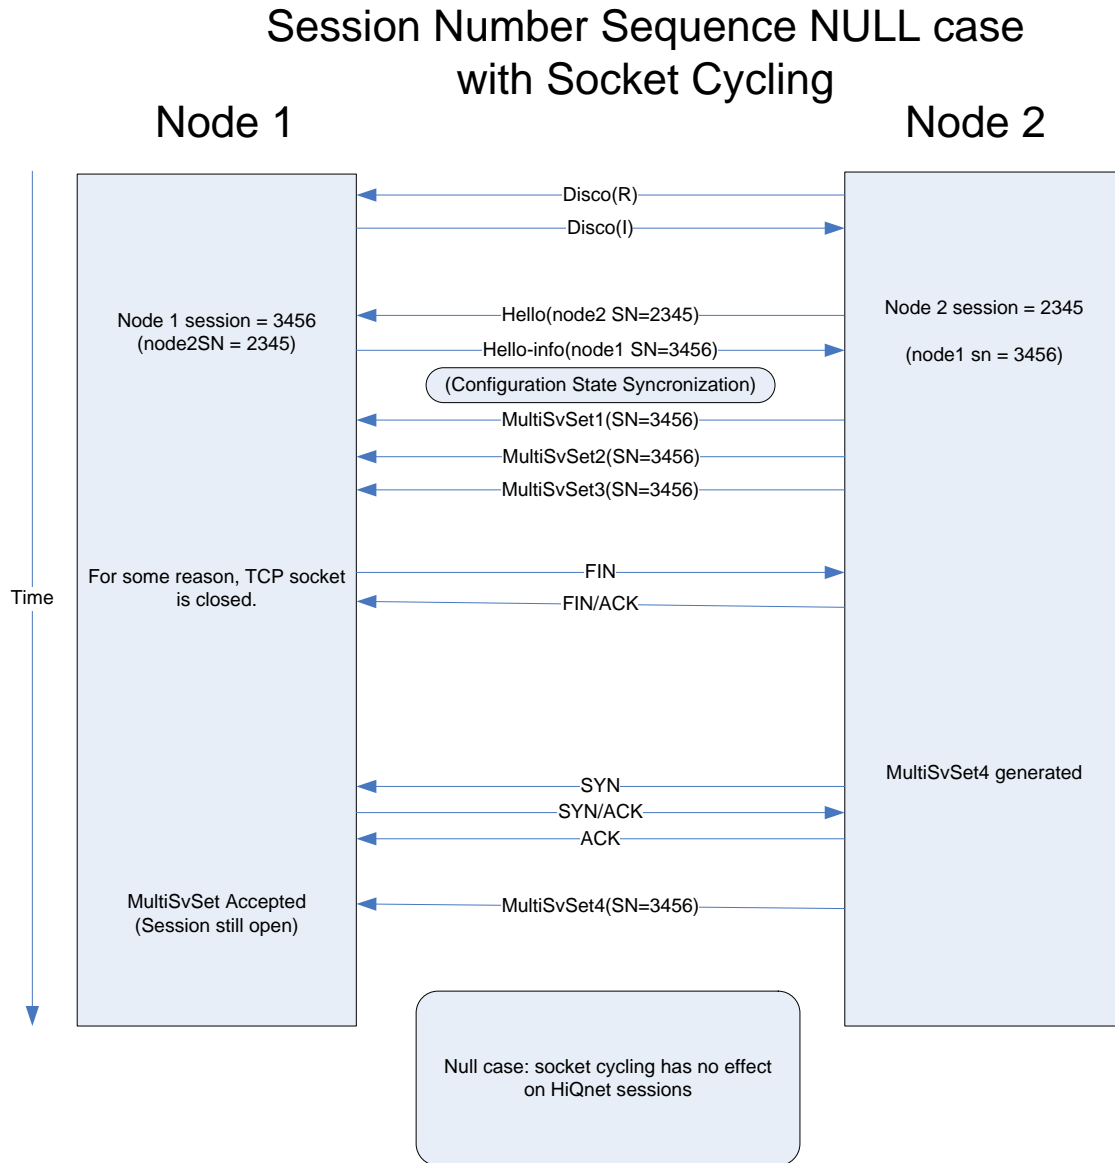 Session Number Sequence NULL case
with Socket Cycling
Node 1
Node 2
Disco(R)
Disco(I)
Node 1 session = 3456
(node2SN = 2345)
Hello(node2 SN=2345)
Node 2 session = 2345
Hello-info(node1 SN=3456)
(node1 sn = 3456)
(Configuration State Syncronization)
MultiSvSet1(SN=3456)
MultiSvSet2(SN=3456)
MultiSvSet3(SN=3456)
For some reason, TCP socket
is closed.
FIN
FIN/ACK
Time
MultiSvSet4 generated
SYN
SYN/ACK
ACK
MultiSvSet Accepted
(Session still open)
MultiSvSet4(SN=3456)
Null case: socket cycling has no effect
on HiQnet sessions